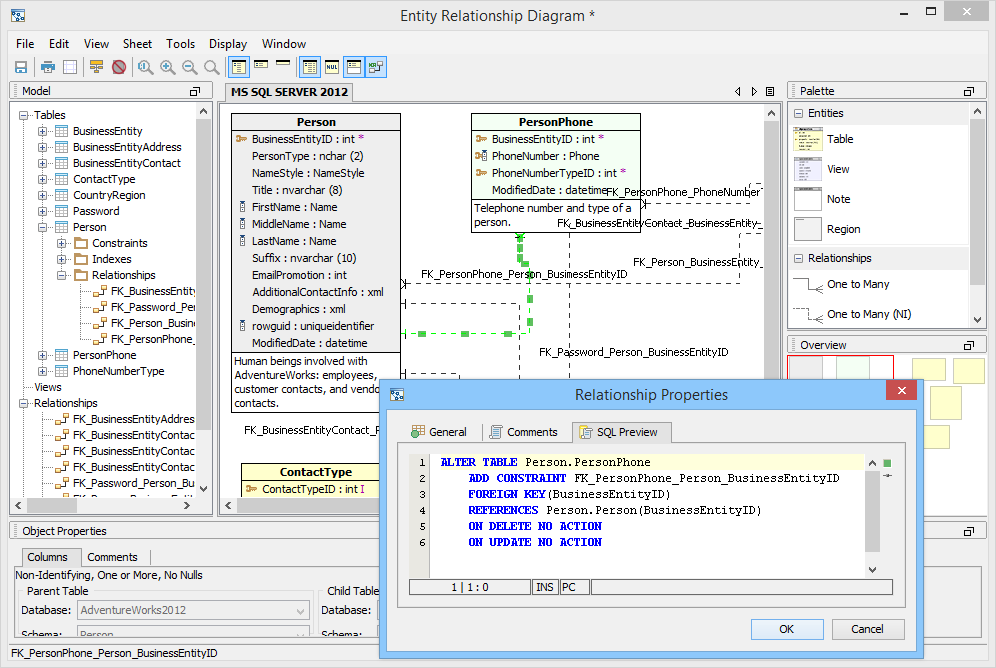 Entity Relationship Diagram *
File Edit View Sheet Tools Display Window
Model
Tables
BusinessEntity
BusinessEntityAddress
BusinessEntityContact
ContactType
CountryRegion
Password
Person
Constraints
Indexes
Relationships
FK_BusinessEntity
FK_Password_Per
FK_Person_Busin
FK_PersonPhone_
PersonPhone
PhoneNumberType
Views
Relationships
FK_BusinessEntityAddres
FK_BusinessEntityContac
FK_BusinessEntityContac
FK_BusinessEntityContac
FK_Password_Person_Bu
MS SQL SERVER 2012
Person
BusinessEntityID : int *
PersonType : nchar (2)
NameStyle : NameStyle
Title : nvarchar (8)
FirstName : Name
MiddleName : Name
LastName : Name
Suffix : nvarchar (10)
EmailPromotion : int
AdditionalContactInfo : xml
Demographics : xml
rowguid : uniqueidentifier
ModifiedDate : datetime
Human beings involved with
AdventureWorks: employees,
customer contacts, and vendo
contacts.
PersonPhone
BusinessEntityID : int *
PhoneNumber : Phone
PhoneNumberTypeID : int *
ModifiedDate : datetime
Telephone number and type of a
person.
FK_PersonPhone_PhoneNumber
FK_BusinessEntityContact_BusinessEntity_
FK_Person_BusinessEntity_
FK_PersonPhone_Person_BusinessEntityID
FK_Password_Person_BusinessEntityID
FK_BusinessEntityContact_P
ContactType
ContactTypeID : int I
Palette
Entities
Table
View
Note
Region
Relationships
One to Many
One to Many (NI)
Overview
Relationship Properties
General Comments SQL Preview
1 ALTER TABLE Person.PersonPhone
2 ADD CONSTRAINT FK_PersonPhone_Person_BusinessEntityID
3 FOREIGN KEY(BusinessEntityID)
4 REFERENCES Person.Person(BusinessEntityID)
5 ON DELETE NO ACTION
6 ON UPDATE NO ACTION
1 | 1 : 0 INS PC
OK Cancel
Object Properties
Columns Comments
Non-Identifying, One or More, No Nulls
Parent Table Child Table
Database: AdventureWorks2012 Database:
Schema: Person Schema:
FK_PersonPhone_Person_BusinessEntityID